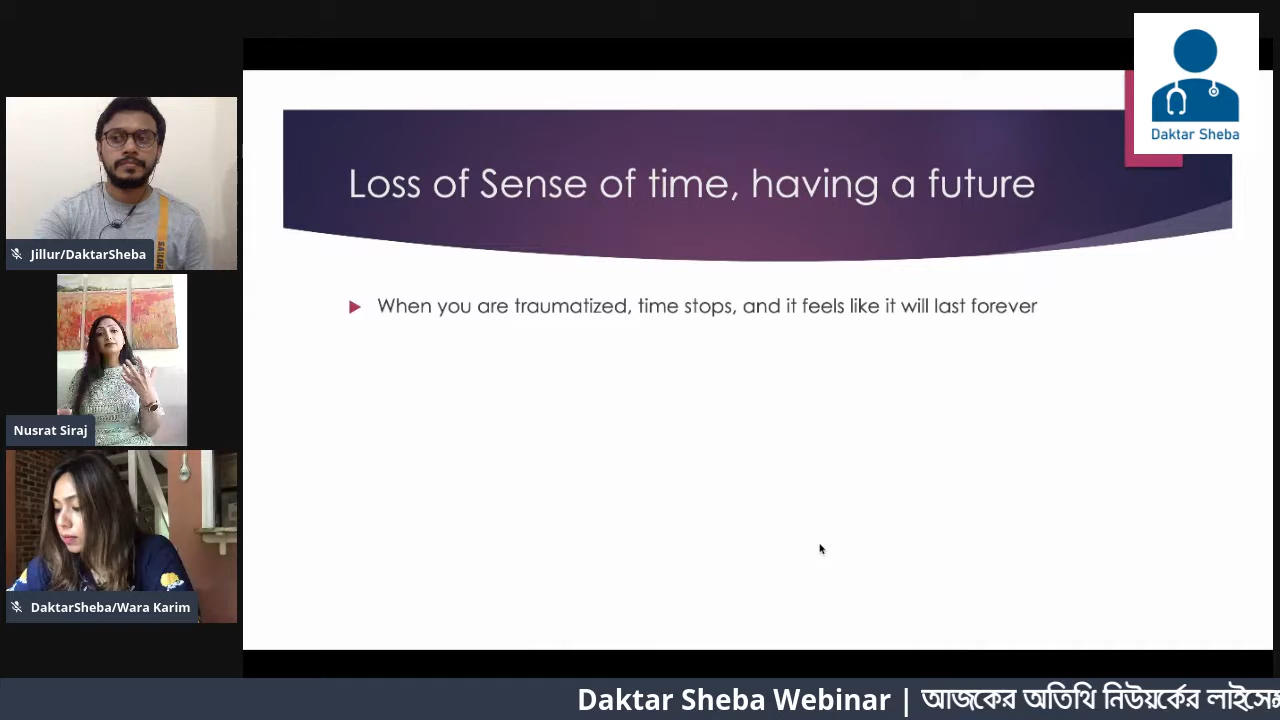 Daktar Sheba
Loss of Sense of time, having a future
When you are traumatized, time stops, and it feels like it will last forever
Jillur/DaktarSheba
Nusrat Siraj
DaktarSheba/Wara Karim
Daktar Sheba Webinar | আজকের অতিথি নিউয়র্কের